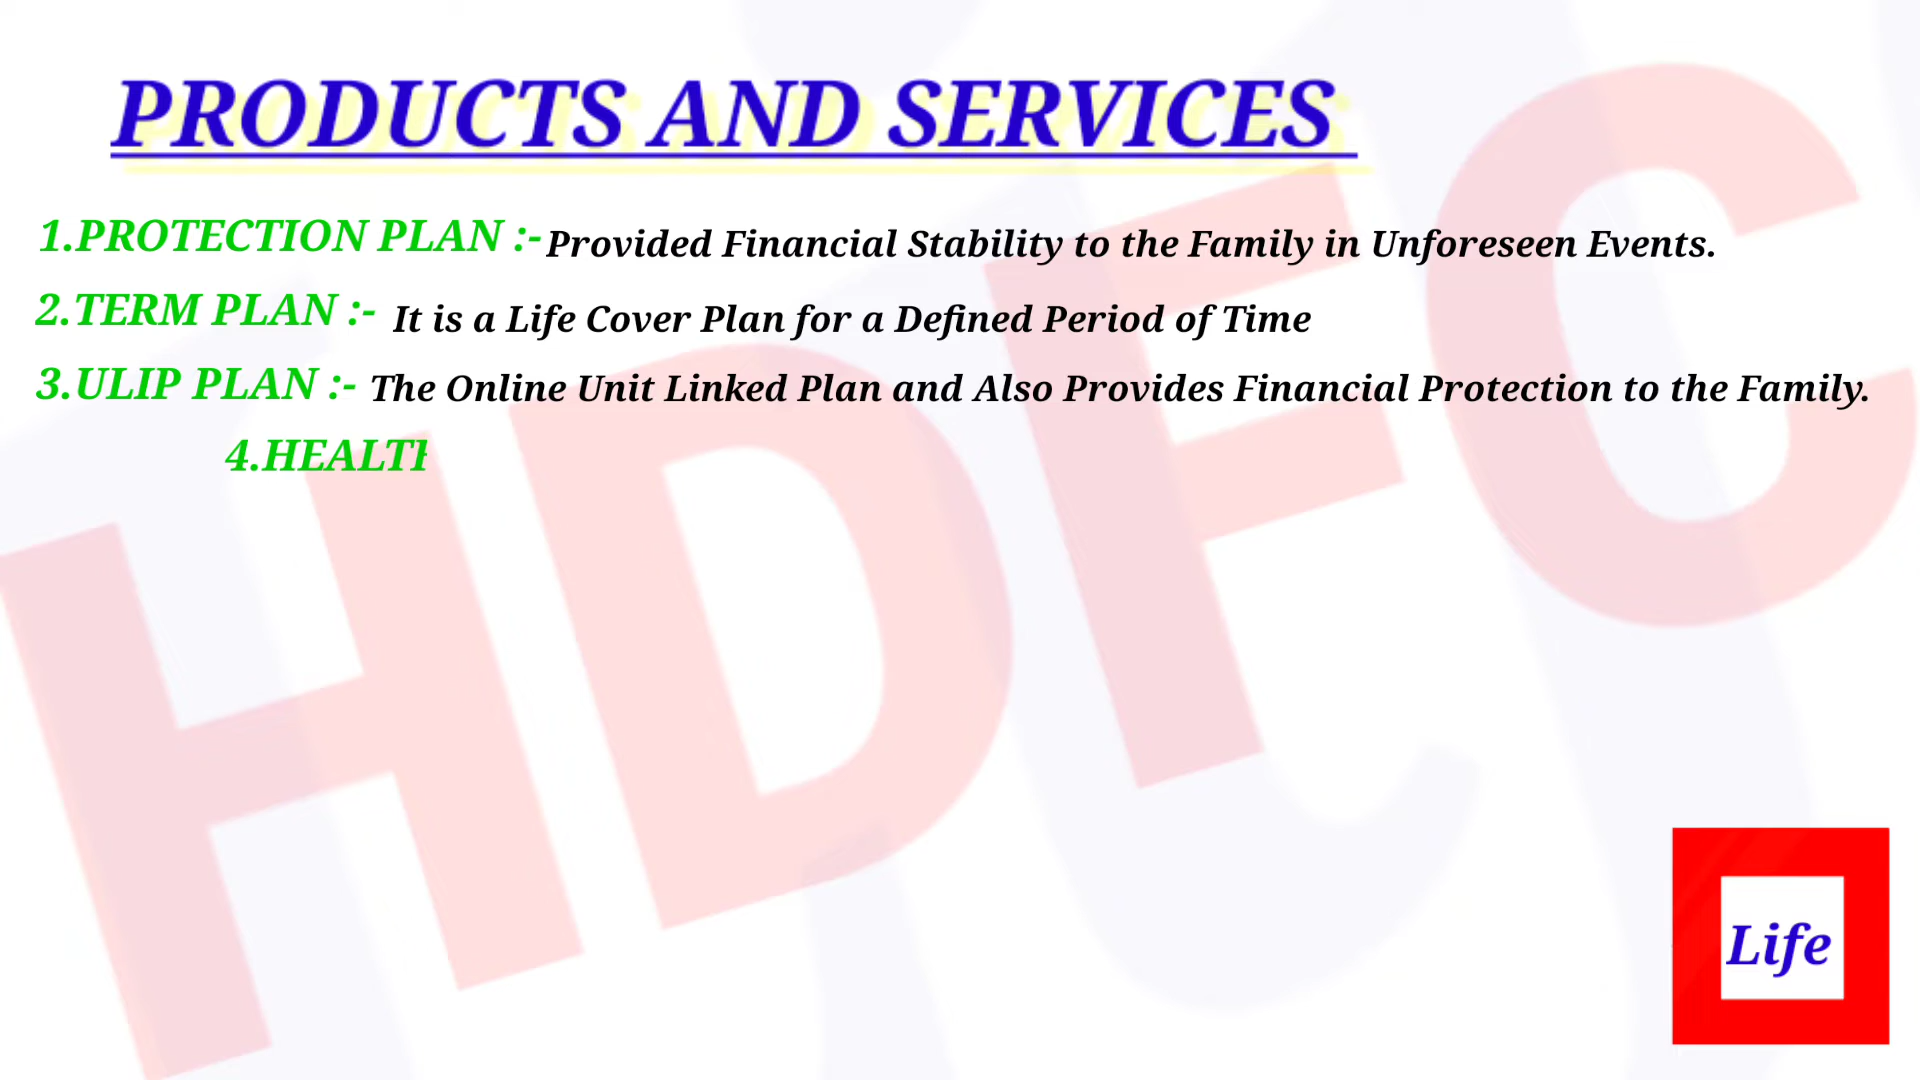 PRODUCTS AND SERVICES
1.PROTECTION PLAN :- Provided Financial Stability to the Family in Unforeseen Events.
2.TERM PLAN :- It is a Life Cover Plan for a Defined Period of Time
3.ULIP PLAN :- The Online Unit Linked Plan and Also Provides Financial Protection to the Family.
4.HEALTH
HDFC
Life